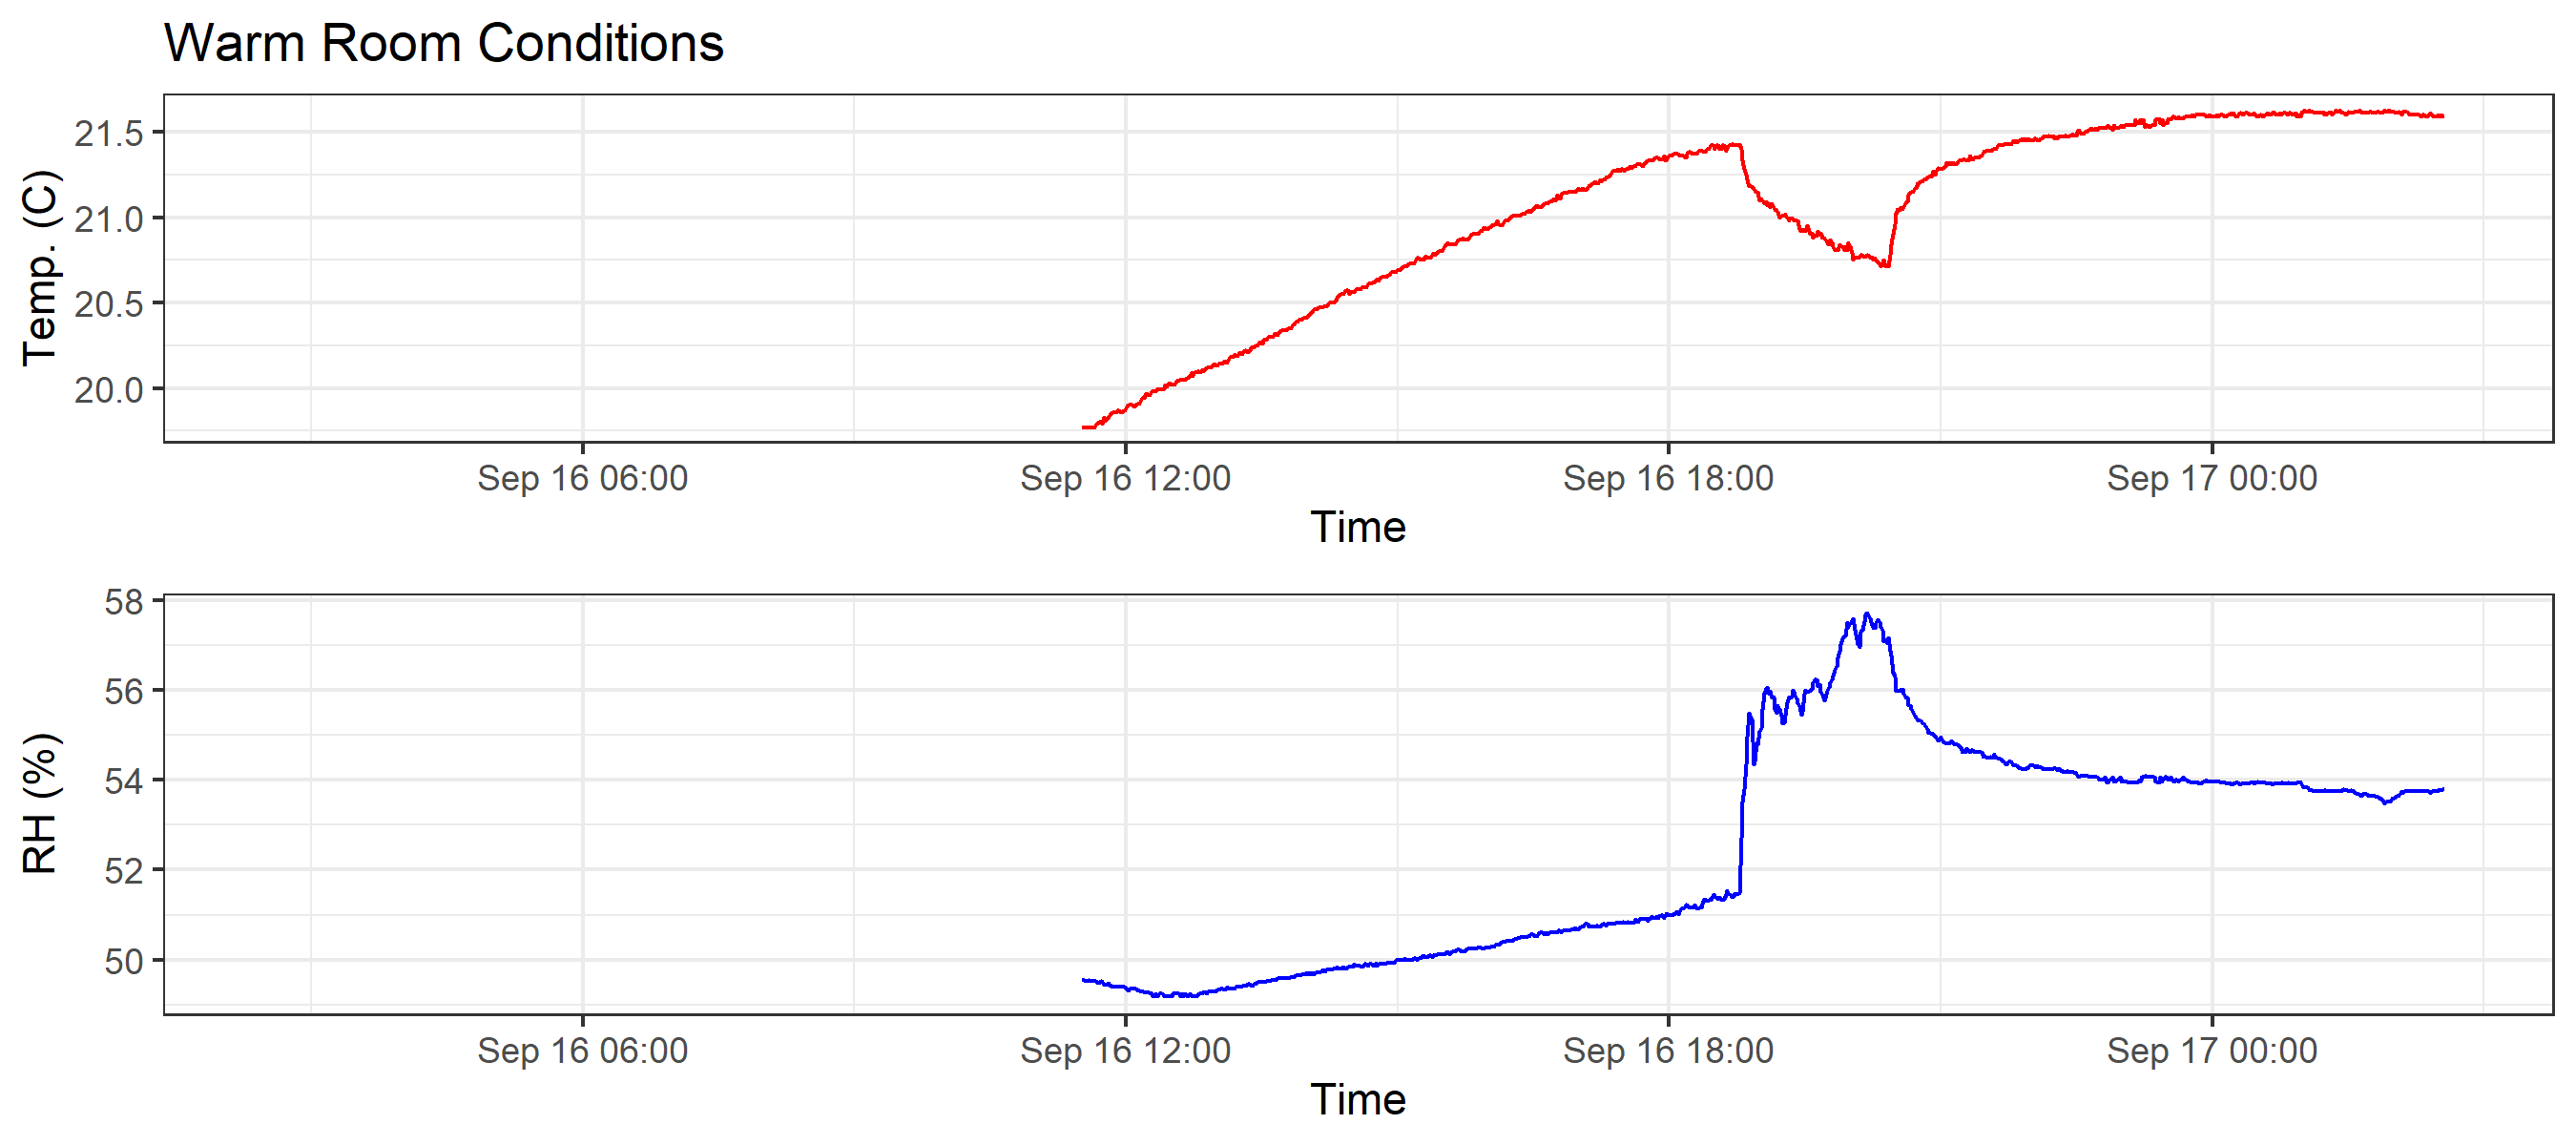 Warm Room Conditions
Temp. (C)
21.5
21.0
20.5
20.0
Sep 16 06:00 Sep 16 12:00 Sep 16 18:00 Sep 17 00:00
Time
RH (%)
58
56
54
52
50
Sep 16 06:00 Sep 16 12:00 Sep 16 18:00 Sep 17 00:00
Time